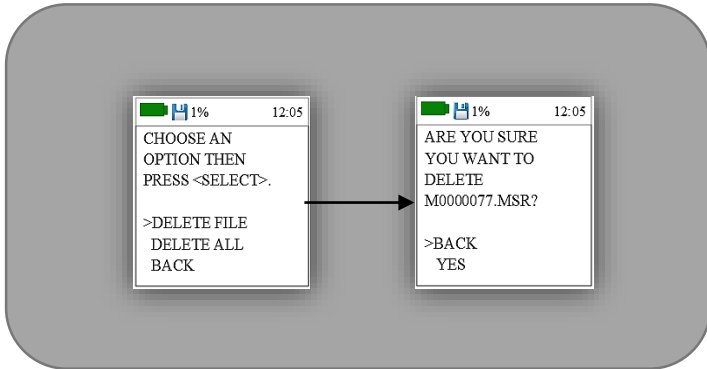 1% 12:05
CHOOSE AN
OPTION THEN
PRESS <SELECT>.
>DELETE FILE
DELETE ALL
BACK
1% 12:05
ARE YOU SURE
YOU WANT TO
DELETE
M0000077.MSR?
>BACK
YES